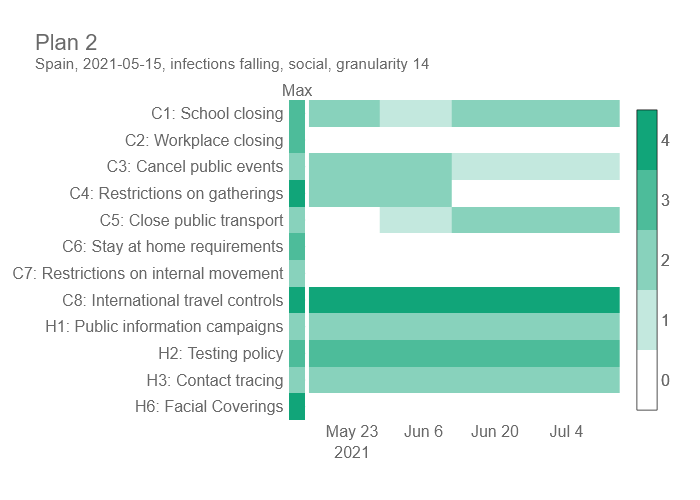 Plan 2
Spain, 2021-05-15, infections falling, social, granularity 14
Max
C1: School closing
C2: Workplace closing
C3: Cancel public events
C4: Restrictions on gatherings
C5: Close public transport
C6: Stay at home requirements
C7: Restrictions on internal movement
C8: International travel controls
H1: Public information campaigns
H2: Testing policy
H3: Contact tracing
H6: Facial Coverings
May 23 Jun 6 Jun 20 Jul 4
2021
4
3
2
1
0